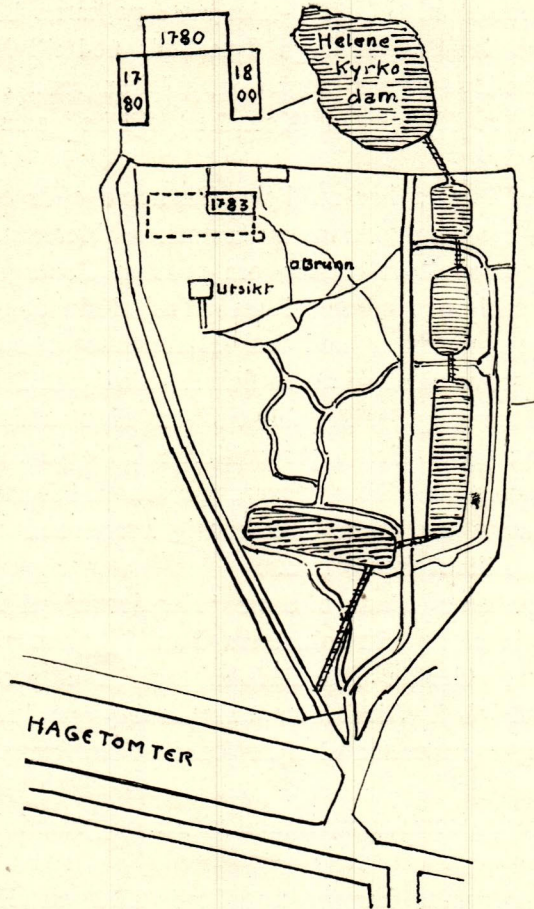 1780
17
80
18
00
Helene
Kyrko
dam
1783
Brunn
Utsikt
HAGETOMTER